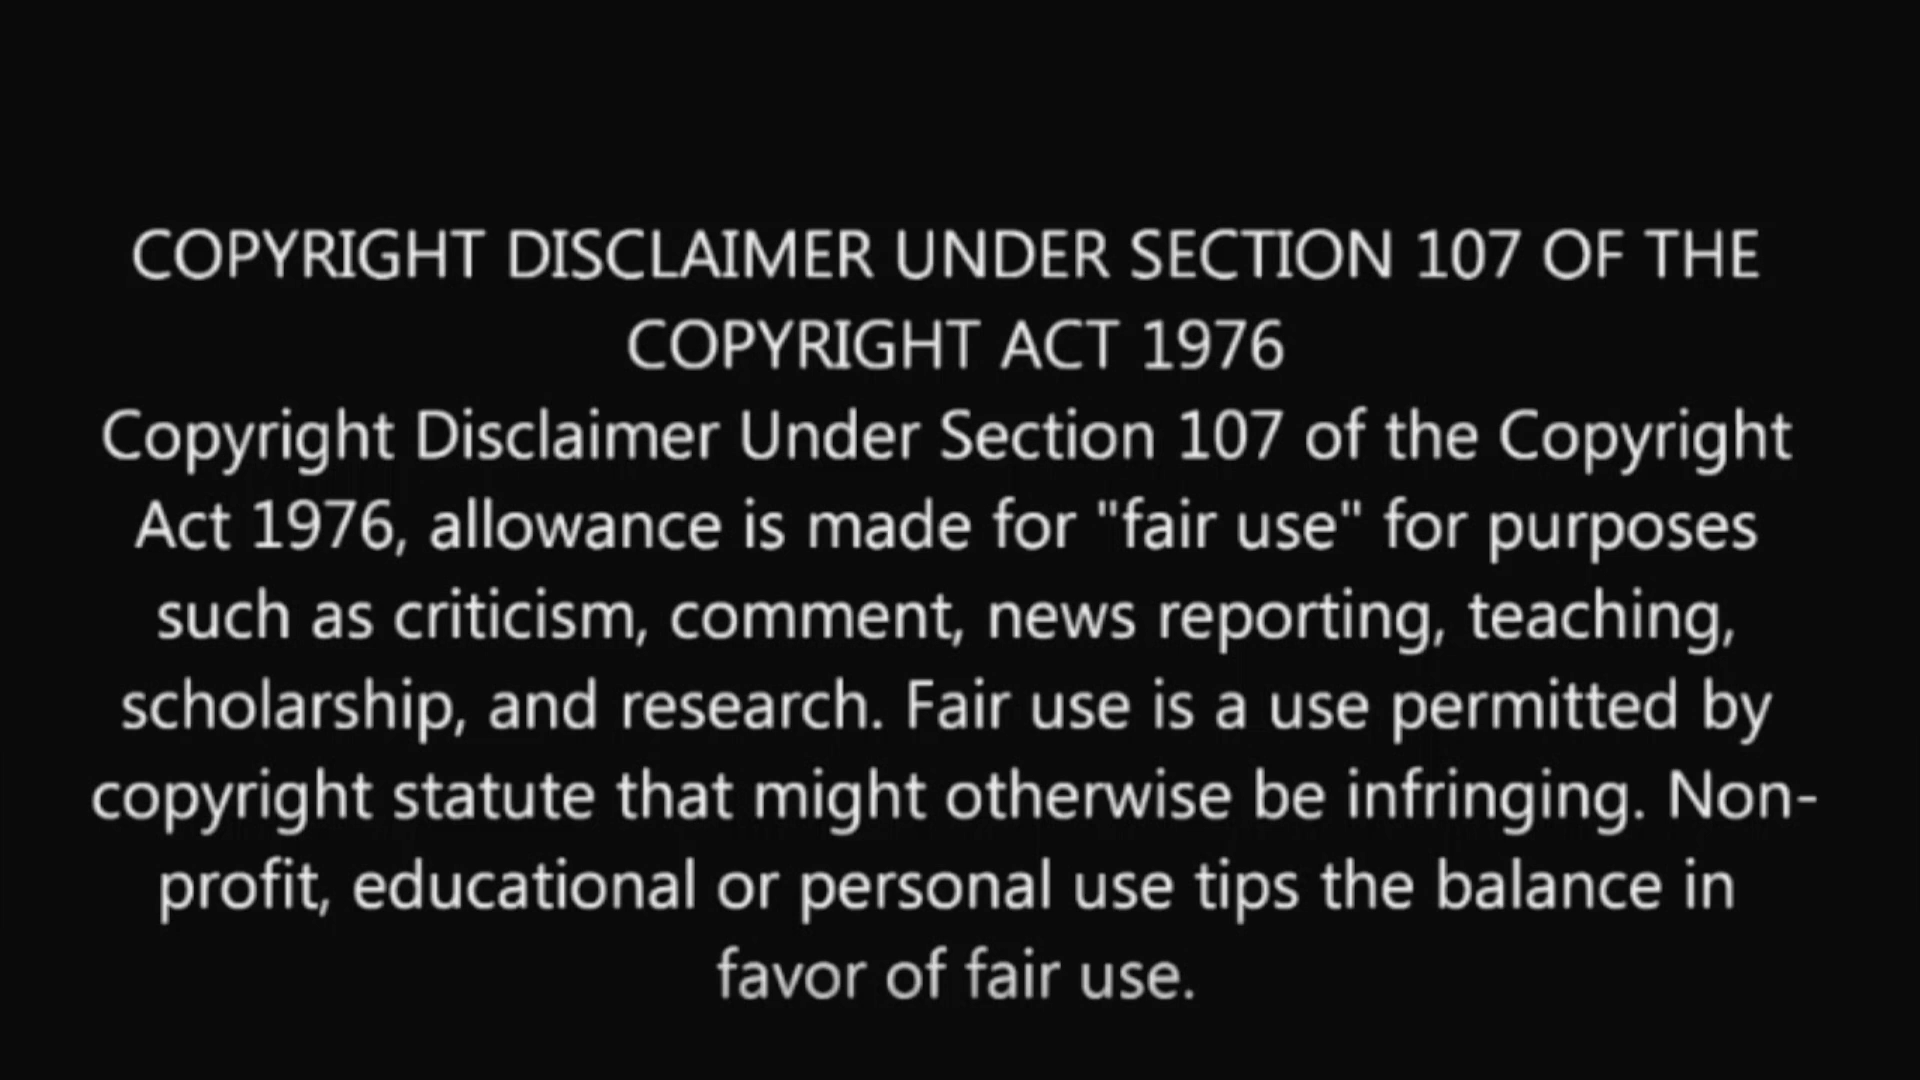 COPYRIGHT DISCLAIMER UNDER SECTION 107 OF THE
COPYRIGHT ACT 1976
Copyright Disclaimer Under Section 107 of the Copyright
Act 1976, allowance is made for "fair use" for purposes
such as criticism, comment, news reporting, teaching,
scholarship, and research. Fair use is a use permitted by
copyright statute that might otherwise be infringing. Non-
profit, educational or personal use tips the balance in
favor of fair use.